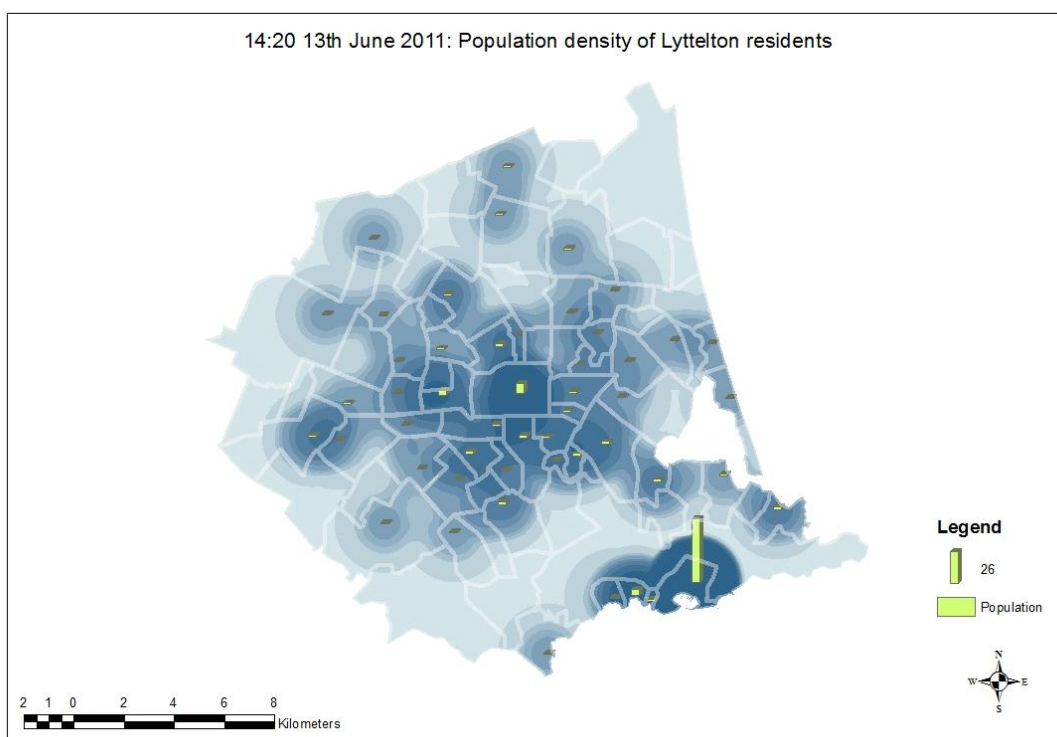 14:20 13th June 2011: Population density of Lyttelton residents
Legend
26
Population
N
W E
S
2 1 0 2 4 6 8
Kilometers